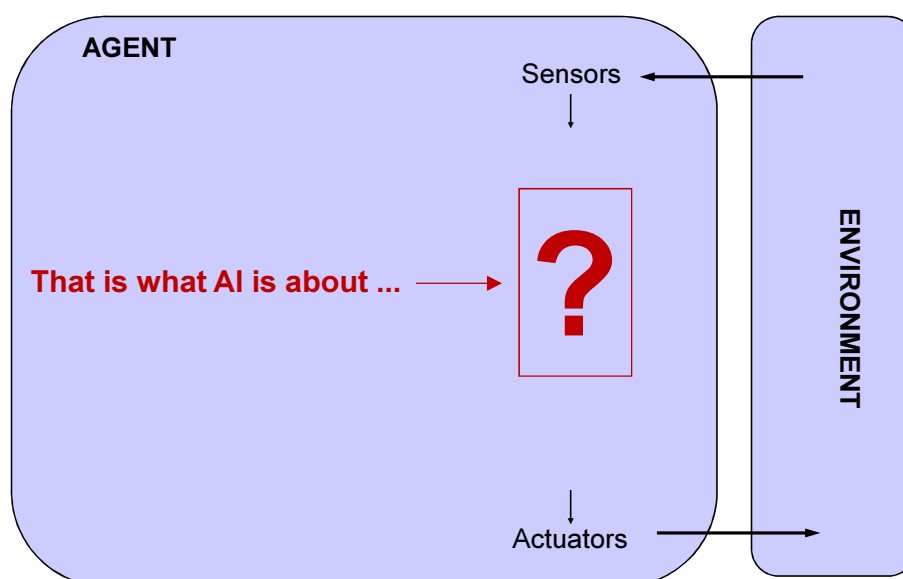 AGENT
Sensors
?
That is what AI is about ...
ENVIRONMENT
Actuators